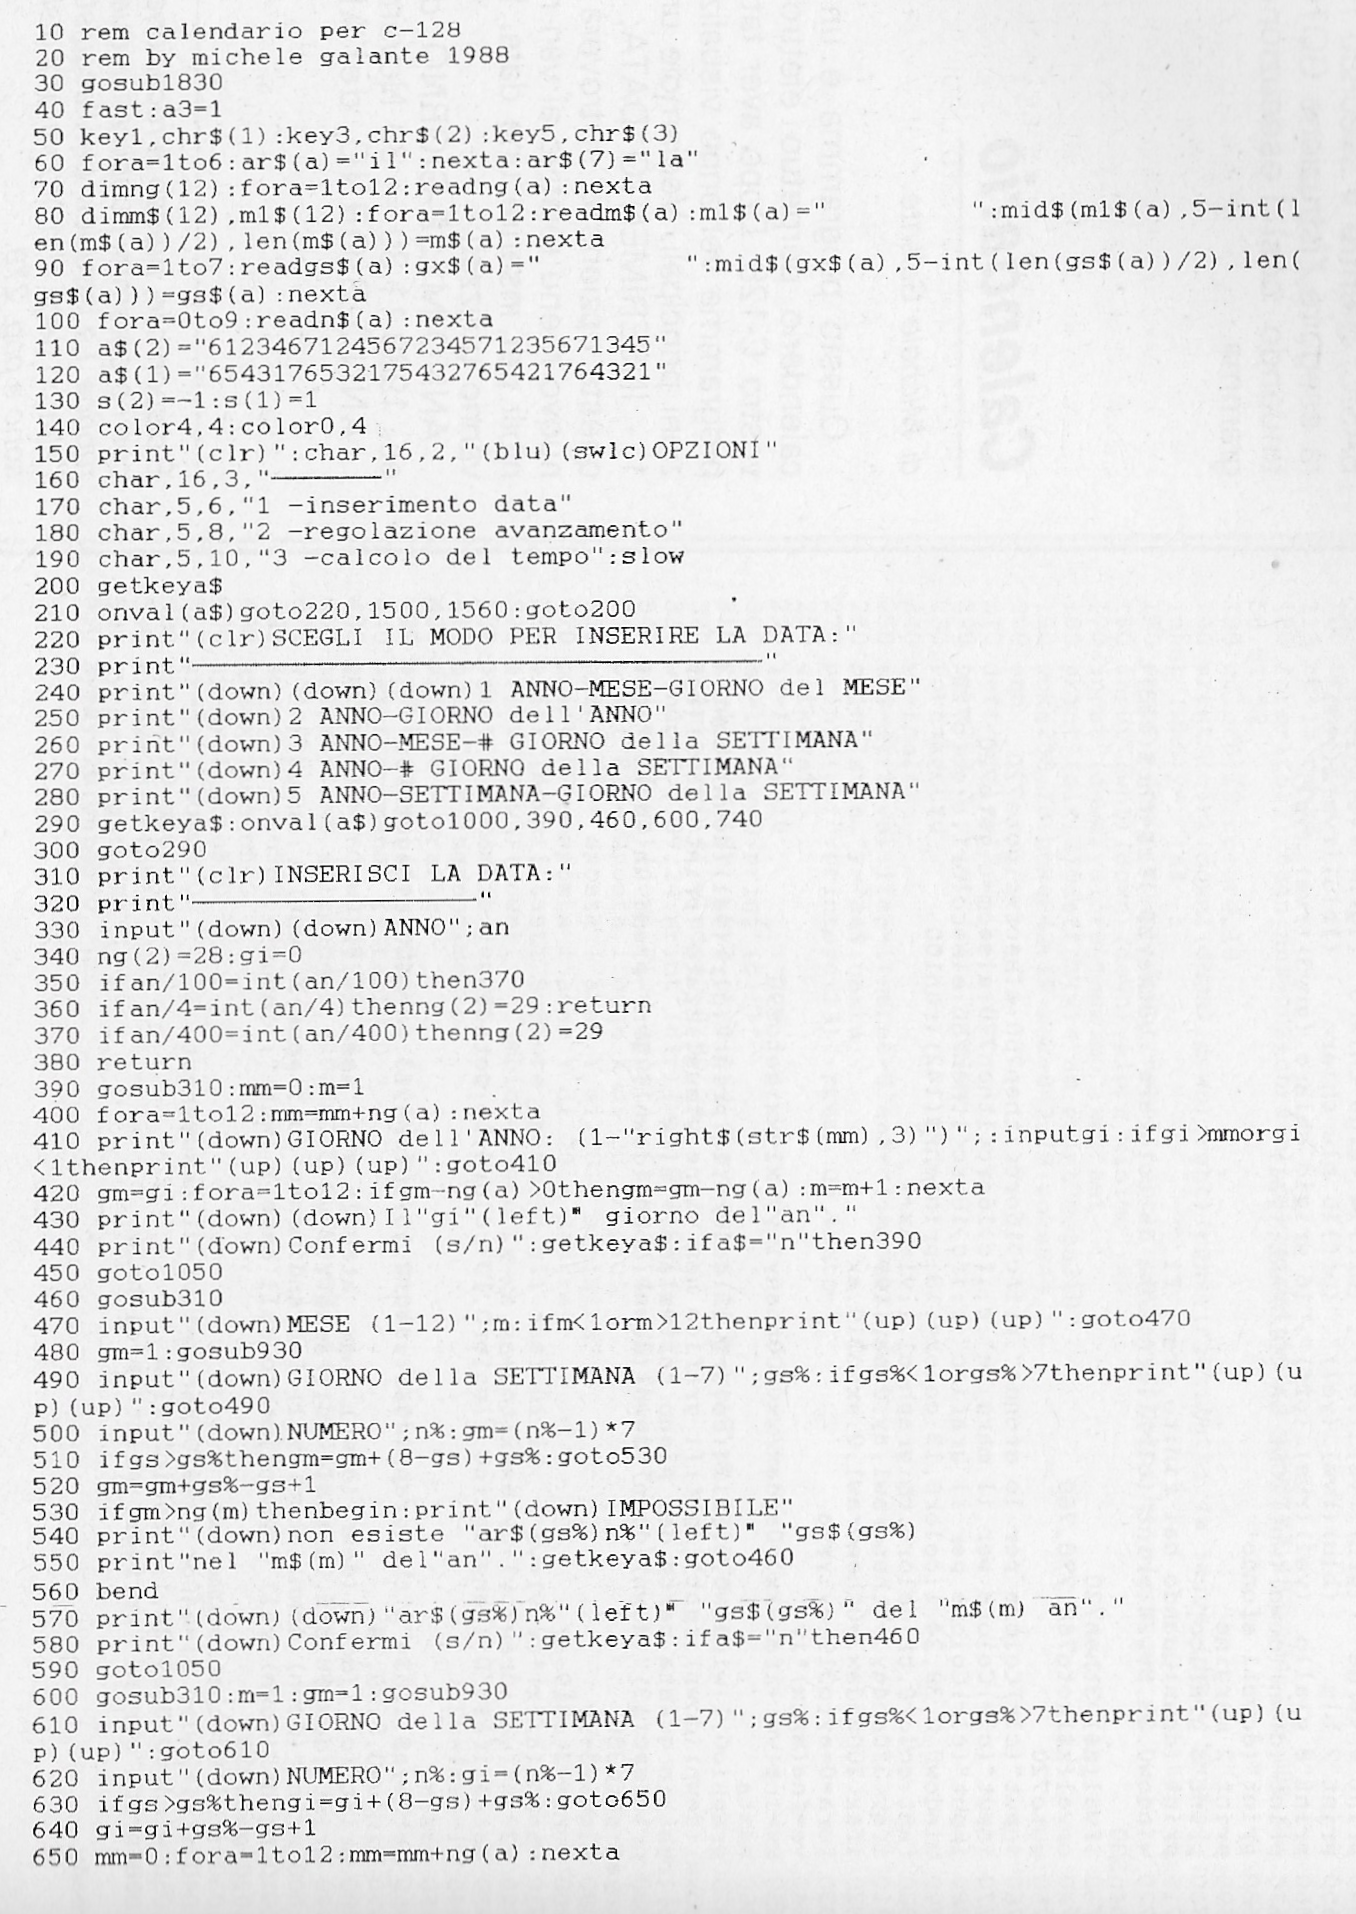 10 rem calendario per c-128
20 rem by michele galante 1988
30 gosub1830
40 fast:a3=1
50 key1,chr$(1):key3,chr$(2):key5,chr$(3)
60 fora=1to6:ar$(a)="il":nexta:ar$(7)="la"
70 dimng(12):fora=1to12:readng(a):nexta
80 dimm$(12),m1$(12):fora=1to12:readm$(a):m1$(a)="         ":mid$(m1$(a),5-int(l
en(m$(a))/2),len(m$(a)))=m$(a):nexta
90 fora=1to7:readgs$(a):gx$(a)="         ":mid$(gx$(a),5-int(len(gs$(a))/2),len(
gs$(a)))=gs$(a):nexta
100 fora=0to9:readn$(a):nexta
110 a$(2)="6123467124567234571235671345"
120 a$(1)="6543176532175432765421764321"
130 s(2)=-1:s(1)=1
140 color4,4:color0,4
150 print"(clr)":char,16,2,"(blu)(swlc)OPZIONI"
160 char,16,3,"———————"
170 char,5,6,"1 -inserimento data"
180 char,5,8,"2 -regolazione avanzamento"
190 char,5,10,"3 -calcolo del tempo":slow
200 getkeya$
210 onval(a$)goto220,1500,1560:goto200
220 print"(clr)SCEGLI IL MODO PER INSERIRE LA DATA:"
230 print"————————————————————————————————————"
240 print"(down)(down)(down)1 ANNO-MESE-GIORNO del MESE"
250 print"(down)2 ANNO-GIORNO dell'ANNO"
260 print"(down)3 ANNO-MESE-# GIORNO della SETTIMANA"
270 print"(down)4 ANNO-# GIORNO della SETTIMANA"
280 print"(down)5 ANNO-SETTIMANA-GIORNO della SETTIMANA"
290 getkeya$:onval(a$)goto1000,390,460,600,740
300 goto290
310 print"(clr)INSERISCI LA DATA:"
320 print"——————————————————"
330 input"(down)(down)ANNO";an
340 ng(2)=28:gi=0
350 ifan/100=int(an/100)then370
360 ifan/4=int(an/4)thenng(2)=29:return
370 ifan/400=int(an/400)thenng(2)=29
380 return
390 gosub310:mm=0:m=1
400 fora=1to12:mm=mm+ng(a):nexta
410 print"(down)GIORNO dell'ANNO: (1-"right$(str$(mm),3)")";:inputgi:ifgi>mmorgi
<1thenprint"(up)(up)(up)":goto410
420 gm=gi:fora=1to12:ifgm-ng(a)>0thengm=gm-ng(a):m=m+1:nexta
430 print"(down)(down)Il"gi"(left)" giorno del"an"."
440 print"(down)Confermi (s/n)":getkeya$:ifa$="n"then390
450 goto1050
460 gosub310
470 input"(down)MESE (1-12)";m:ifm<1orm>12thenprint"(up)(up)(up)":goto470
480 gm=1:gosub930
490 input"(down)GIORNO della SETTIMANA (1-7)";gs%:ifgs%<1orgs%>7thenprint"(up)(u
p)(up)":goto490
500 input"(down)NUMERO";n%:gm=(n%-1)*7
510 ifgs>gs%thengm=gm+(8-gs)+gs%:goto530
520 gm=gm+gs%-gs+1
530 ifgm>ng(m)thenbegin:print"(down)IMPOSSIBILE"
540 print"(down)non esiste "ar$(gs%)n%"(left)" "gs$(gs%)
550 print"nel "m$(m)" del"an".":getkeya$:goto460
560 bend
570 print"(down)(down)"ar$(gs%)n%"(left)" "gs$(gs%)" del "m$(m) an"."
580 print"(down)Confermi (s/n)":getkeya$:ifa$="n"then460
590 goto1050
600 gosub310:m=1:gm=1:gosub930
610 input"(down)GIORNO della SETTIMANA (1-7)";gs%:ifgs%<1orgs%>7thenprint"(up)(u
p)(up)":goto610
620 input"(down)NUMERO";n%:gi=(n%-1)*7
630 ifgs>gs%thengi=gi+(8-gs)+gs%:goto650
640 gi=gi+gs%-gs+1
650 mm=0:fora=1to12:mm=mm+ng(a):nexta